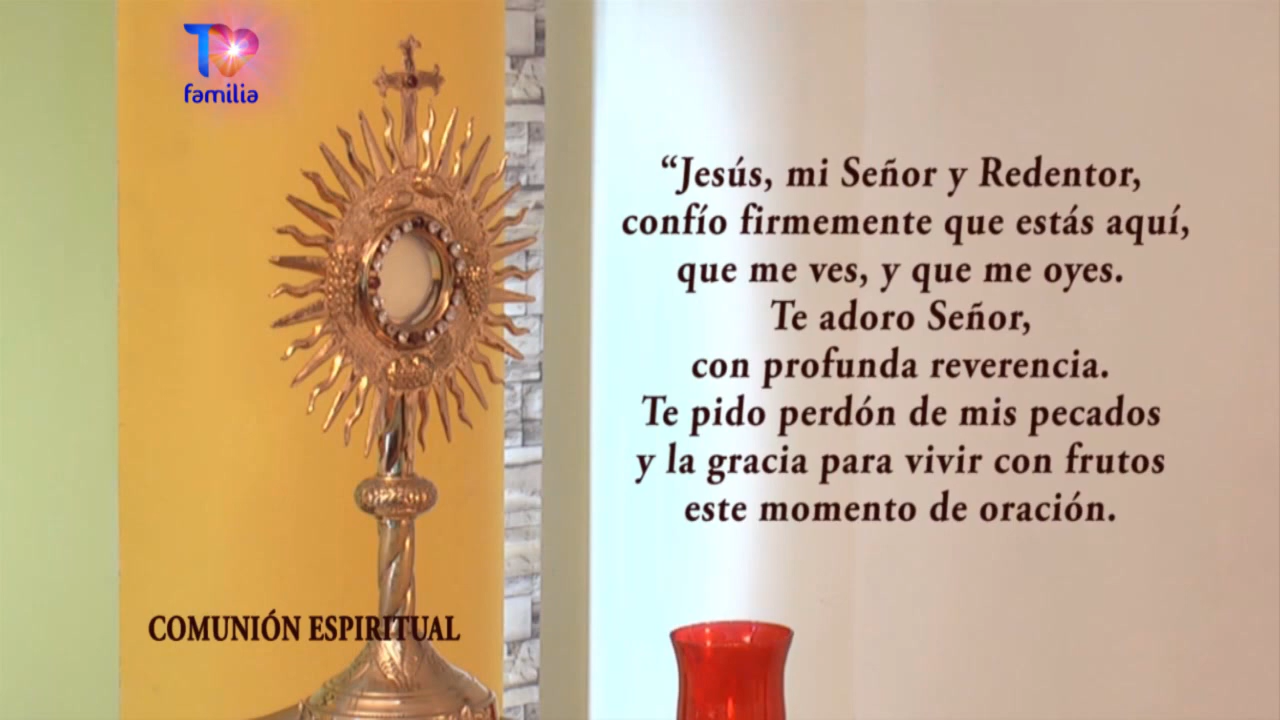 TV
familia
“Jesús, mi Señor y Redentor,
confío firmemente que estás aquí,
que me ves, y que me oyes.
Te adoro Señor,
con profunda reverencia.
Te pido perdón de mis pecados
y la gracia para vivir con frutos
este momento de oración.
COMUNIÓN ESPIRITUAL